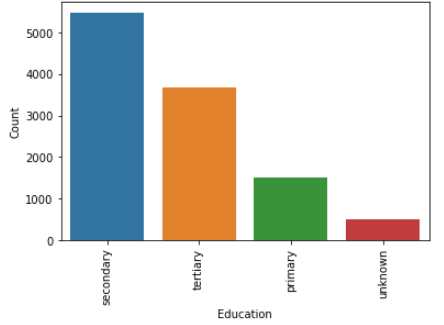 5000
4000
3000
2000
1000
0
Count
secondary
tertiary
primary
unknown
Education